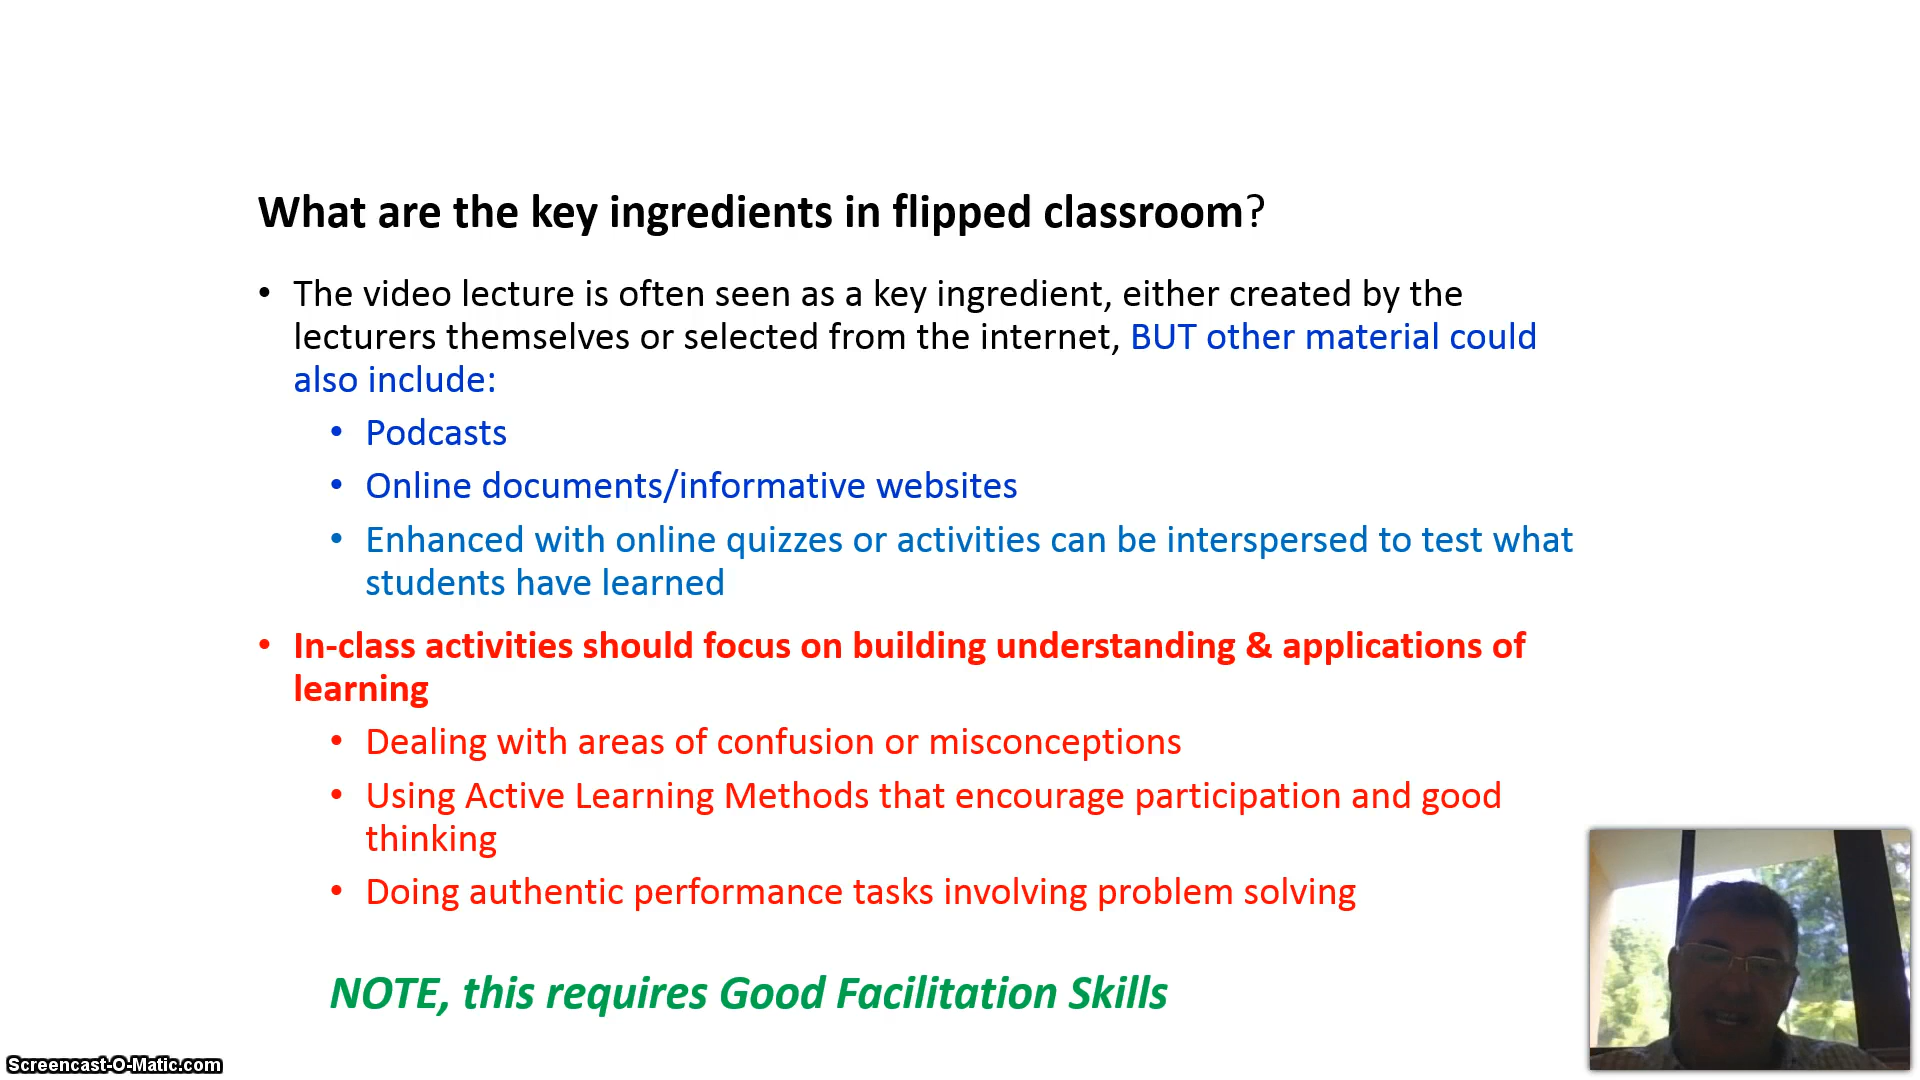 What are the key ingredients in flipped classroom?
• The video lecture is often seen as a key ingredient, either created by the
lecturers themselves or selected from the internet, BUT other material could
also include:
• Podcasts
• Online documents/informative websites
• Enhanced with online quizzes or activities can be interspersed to test what
students have learned
• In-class activities should focus on building understanding & applications of
learning
• Dealing with areas of confusion or misconceptions
• Using Active Learning Methods that encourage participation and good
thinking
• Doing authentic performance tasks involving problem solving
NOTE, this requires Good Facilitation Skills
Screencast-O-Matic.com